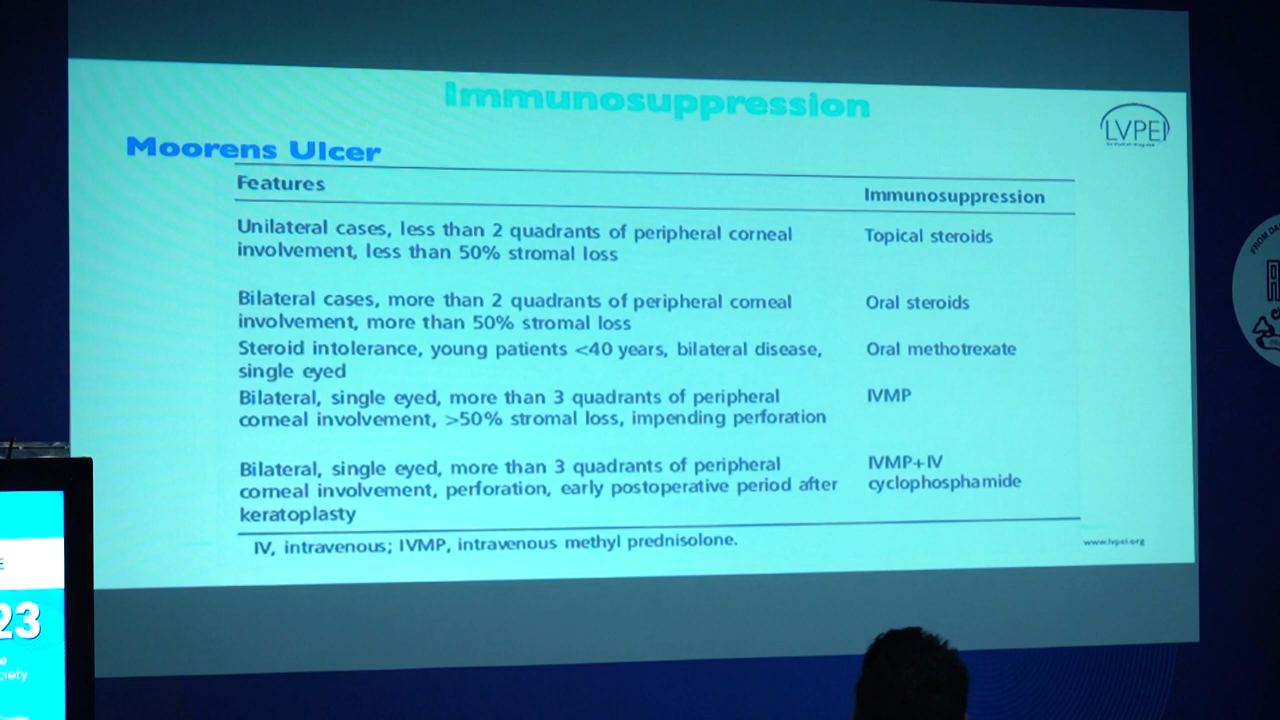 Immunosuppression
LVPEI
Moorens Ulcer
Features
Immunosuppression
Unilateral cases, less than 2 quadrants of peripheral corneal
involvement, less than 50% stromal loss
Topical steroids
Bilateral cases, more than 2 quadrants of peripheral corneal
involvement, more than 50% stromal loss
Oral steroids
Steroid intolerance, young patients <40 years, bilateral disease,
single eyed
Oral methotrexate
Bilateral, single eyed, more than 3 quadrants of peripheral
corneal involvement, >50% stromal loss, impending perforation
IVMP
Bilateral, single eyed, more than 3 quadrants of peripheral
corneal involvement, perforation, early postoperative period after
keratoplasty
IVMP+IV
cyclophosphamide
IV, intravenous; IVMP, intravenous methyl prednisolone.
www.lvpei.org
E
23
e
ciety
FROM DA